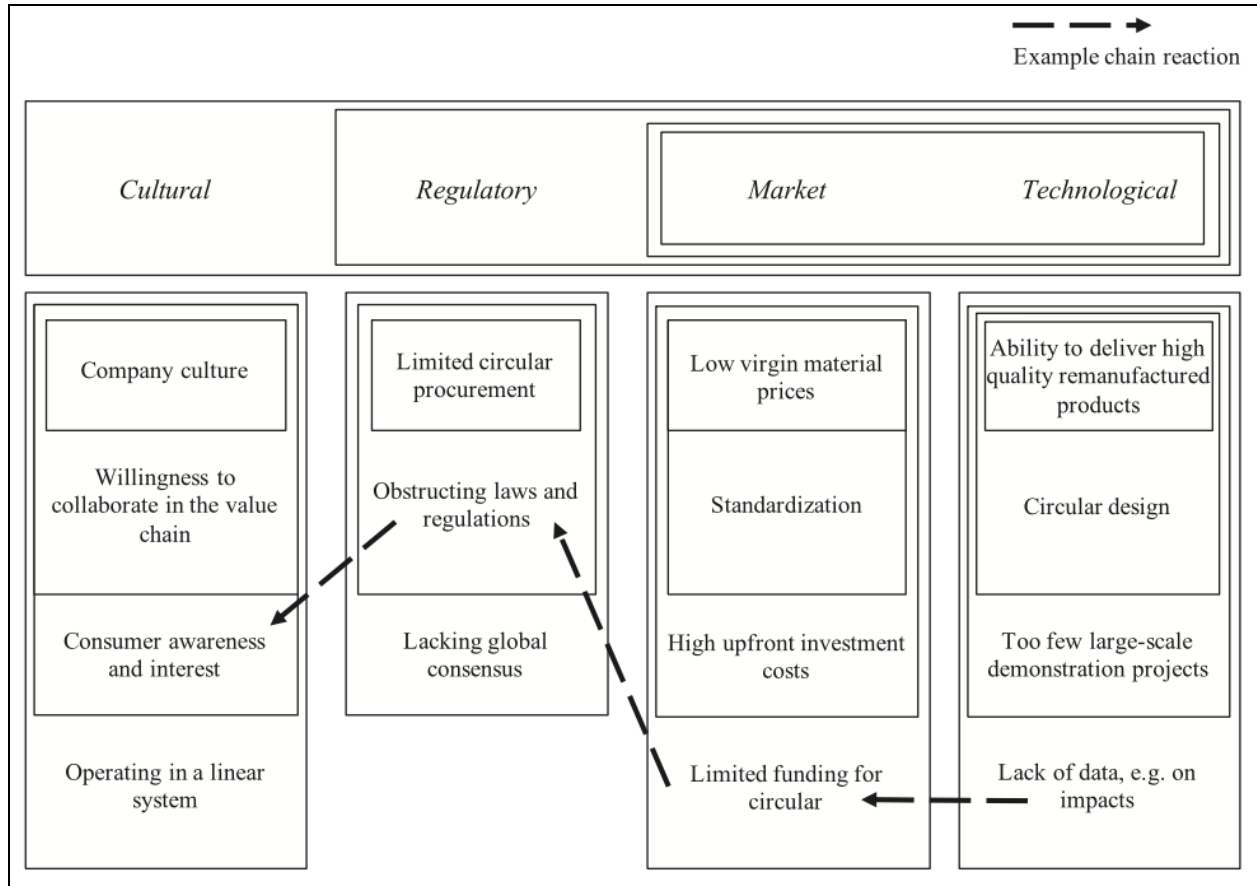 Example chain reaction
Cultural
Regulatory
Market
Technological
Company culture
Willingness to
collaborate in the value
chain
Consumer awareness
and interest
Operating in a linear
system
Limited circular
procurement
Obstructing laws and
regulations
Lacking global
consensus
Low virgin material
prices
Standardization
High upfront investment
costs
Limited funding for
circular
Ability to deliver high
quality remanufactured
products
Circular design
Too few large-scale
demonstration projects
Lack of data, e.g. on
impacts